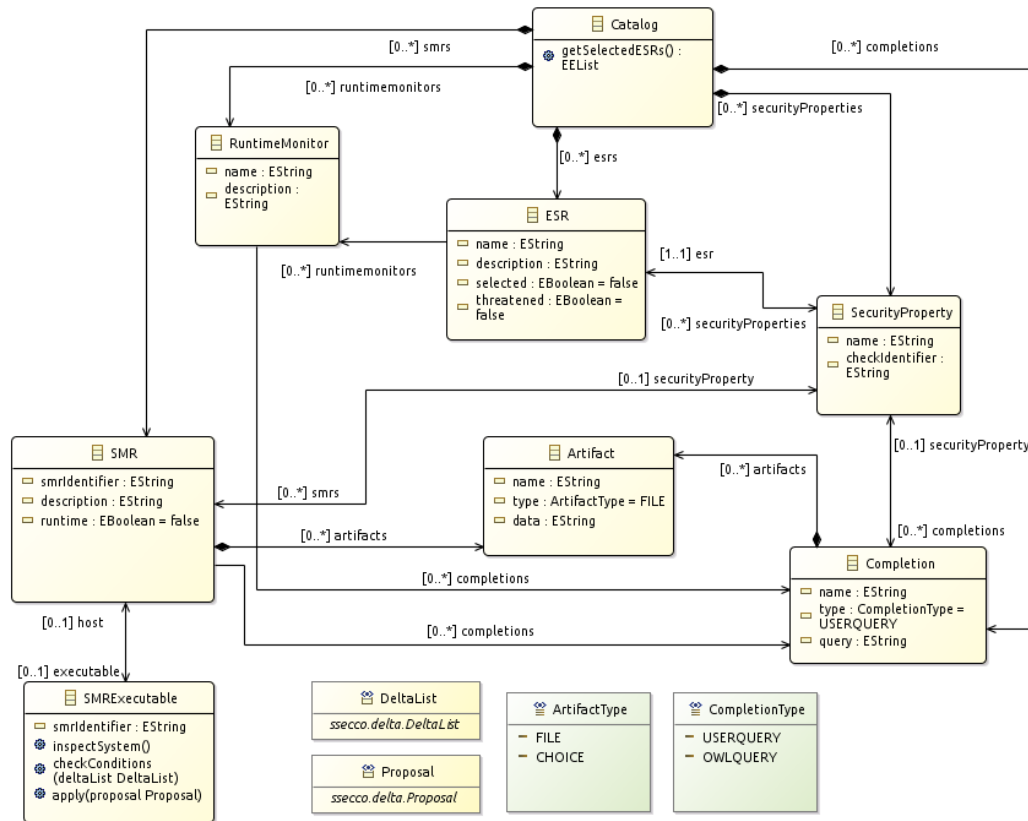 Catalog
getSelectedESRs() :
EEList
[0..*] smrs
[0..*] completions
[0..*] runtimemonitors
[0..*] securityProperties
RuntimeMonitor
name : EString
description :
EString
[0..*] esrs
ESR
name : EString
description : EString
selected : EBoolean = false
threatened : EBoolean =
false
[0..*] runtimemonitors
[1..1] esr
[0..*] securityProperties
SecurityProperty
name : EString
checkIdentifier :
EString
[0..1] securityProperty
SMR
smrIdentifier : EString
description : EString
runtime : EBoolean = false
[0..*] smrs
Artifact
name : EString
type : ArtifactType = FILE
data : EString
[0..*] artifacts
[0..1] securityProperty
[0..*] artifacts
[0..*] completions
Completion
name : EString
type : CompletionType =
USERQUERY
query : EString
[0..*] completions
[0..*] completions
[0..1] host
[0..1] executable
SMRExecutable
smrIdentifier : EString
inspectSystem()
checkConditions
(deltaList DeltaList)
apply(proposal Proposal)
DeltaList
ssecco.delta.DeltaList
Proposal
ssecco.delta.Proposal
ArtifactType
FILE
CHOICE
CompletionType
USERQUERY
OWLQUERY